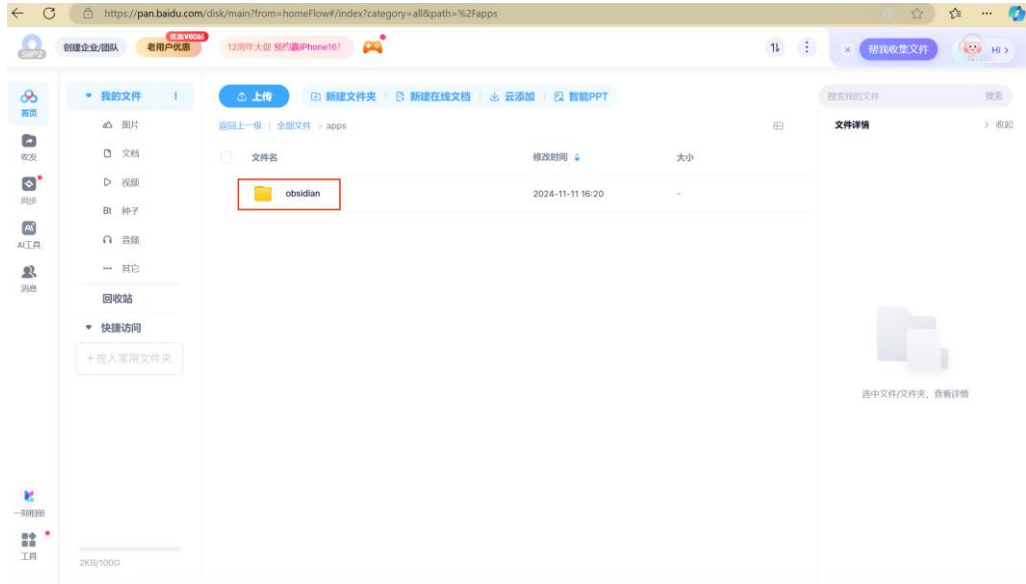 https://pan.baidu.com/disk/main?from=homeFlow#/index?category=all&path=%2Fapps
SVIP2
创建企业/团队
老用户优惠
12周年大促 预约赢iPhone16!
帮我收集文件
Hi >
首页
收发
同步
AI工具
消息
一刻相册
工具
我的文件
图片
文档
视频
Bt 种子
音频
其它
回收站
快捷访问
+ 拖入常用文件夹
2KB/100G
上传
新建文件夹
新建在线文档
云添加
智能PPT
返回上一级 | 全部文件 > apps
文件名
修改时间
大小
obsidian
2024-11-11 16:20
-
搜索我的文件
搜索
文件详情
> 收起
选中文件/文件夹，查看详情